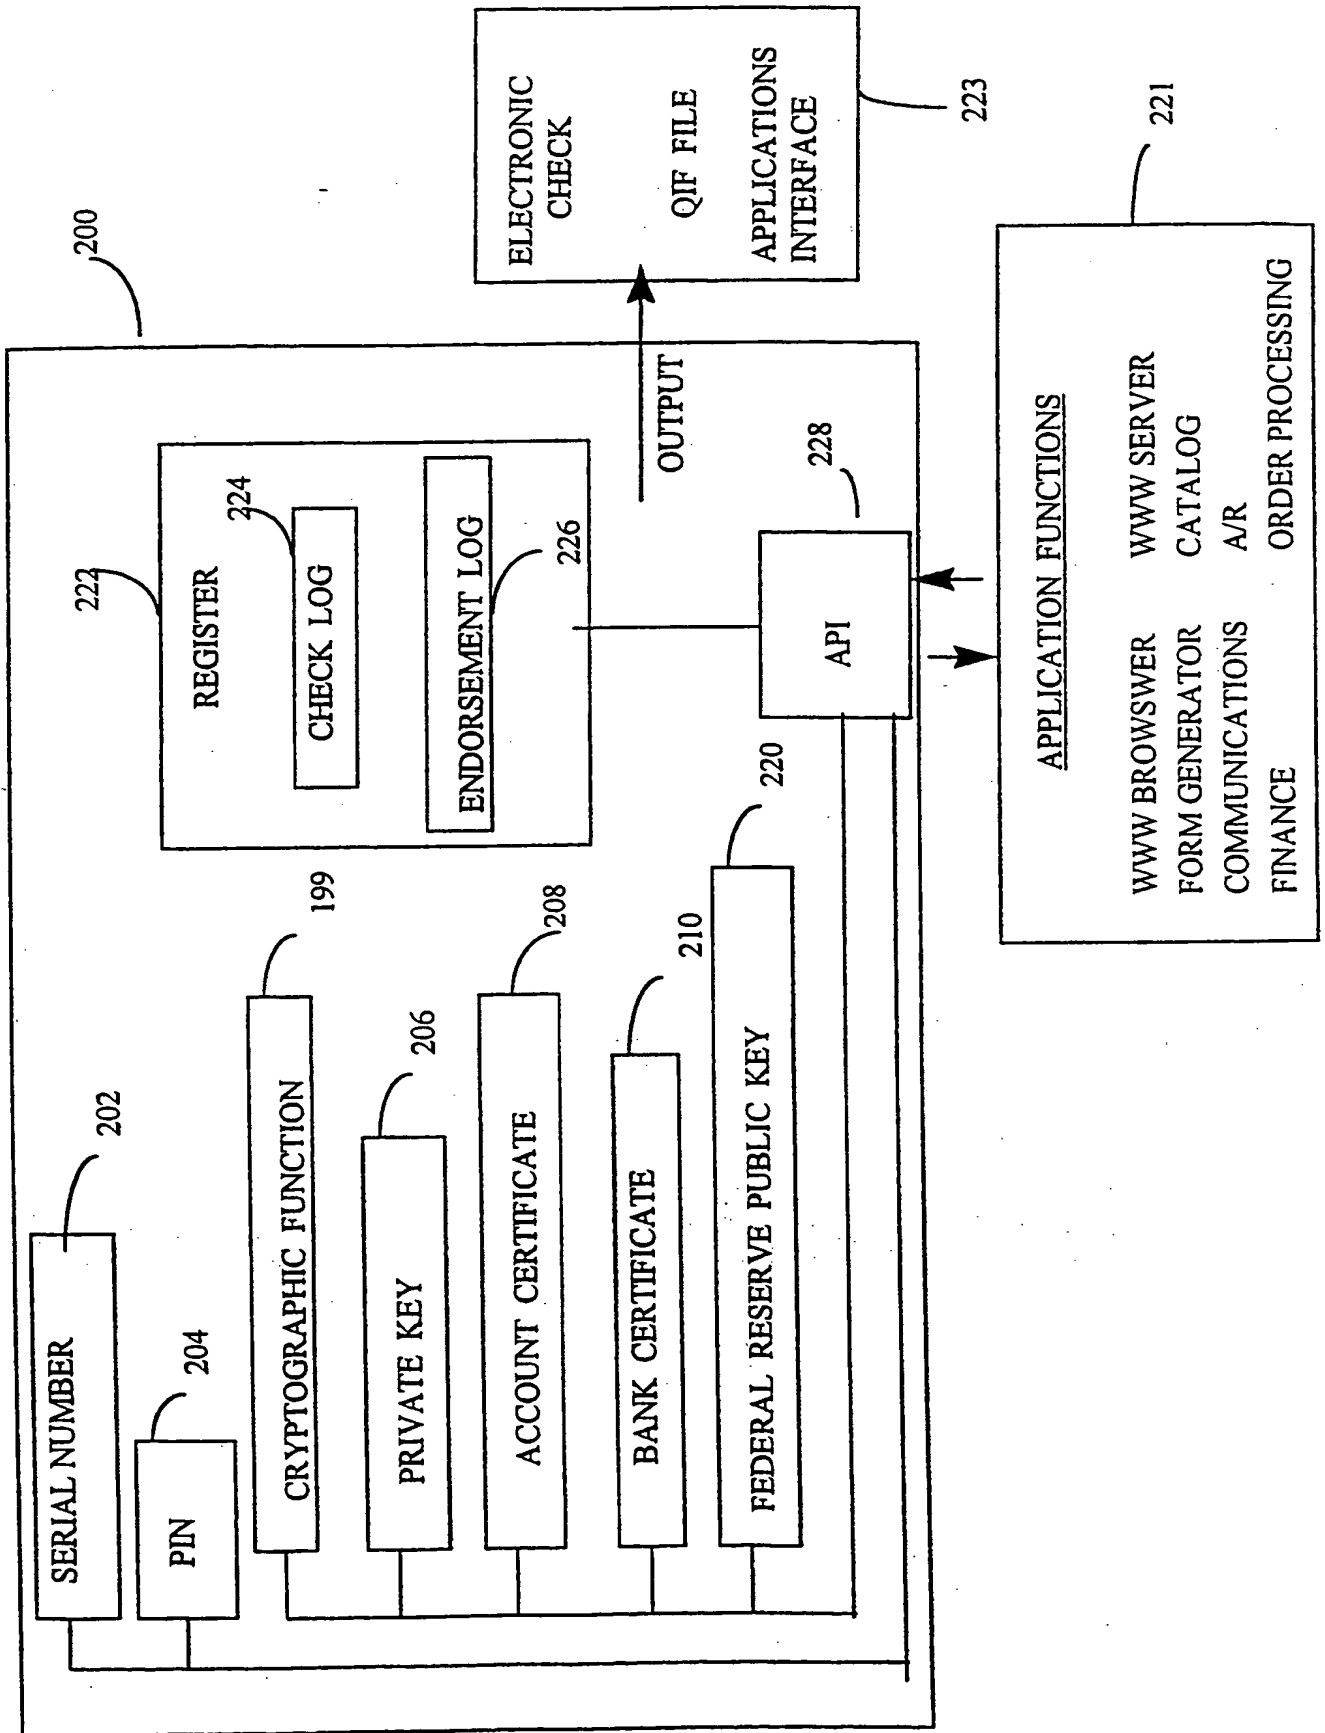 200
SERIAL NUMBER
202
PIN
204
CRYPTOGRAPHIC FUNCTION
199
PRIVATE KEY
206
ACCOUNT CERTIFICATE
208
BANK CERTIFICATE
210
FEDERAL RESERVE PUBLIC KEY
220
222
REGISTER
224
CHECK LOG
ENDORSEMENT LOG
226
OUTPUT
228
API
ELECTRONIC
CHECK
QIF FILE
APPLICATIONS
INTERFACE
223
221
APPLICATION FUNCTIONS
WWW BROWSWER WWW SERVER
FORM GENERATOR CATALOG
COMMUNICATIONS A/R
FINANCE ORDER PROCESSING